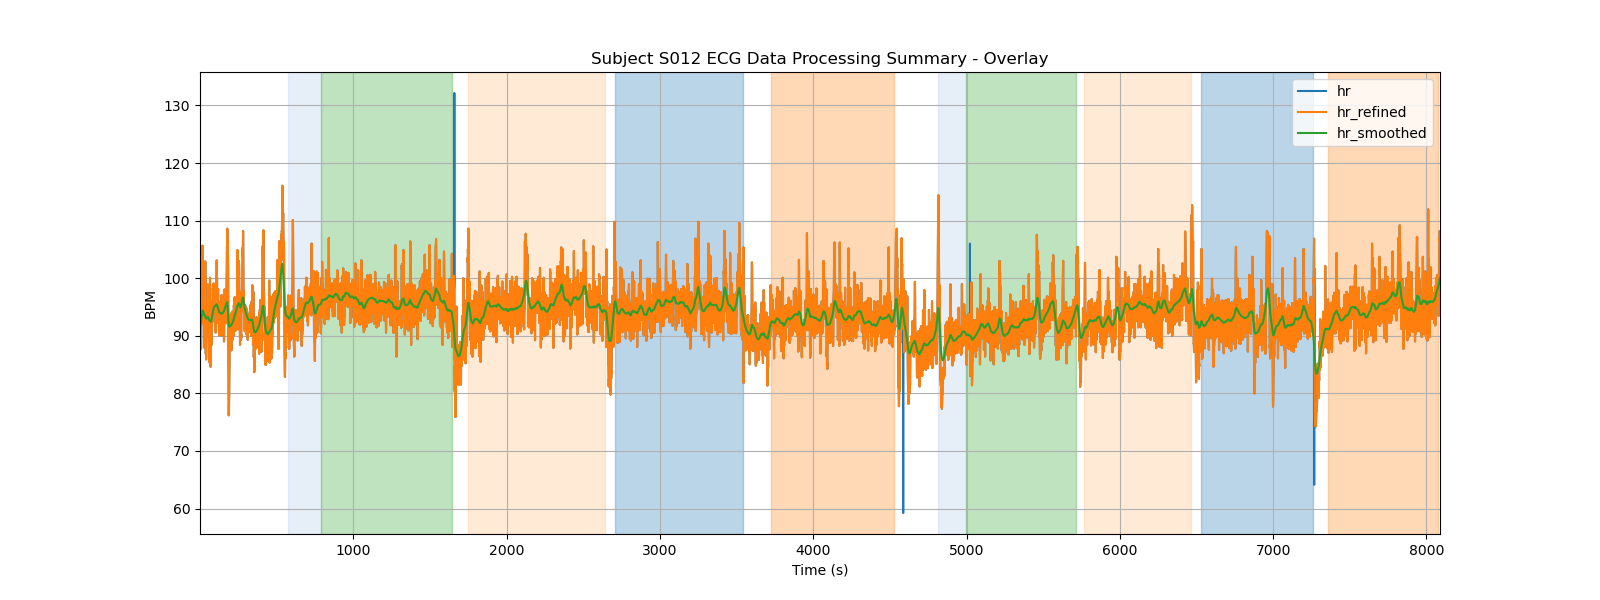 Subject S012 ECG Data Processing Summary - Overlay
hr
hr_refined
hr_smoothed
BPM
130
120
110
100
90
80
70
60
1000
2000
3000
4000
5000
6000
7000
8000
Time (s)